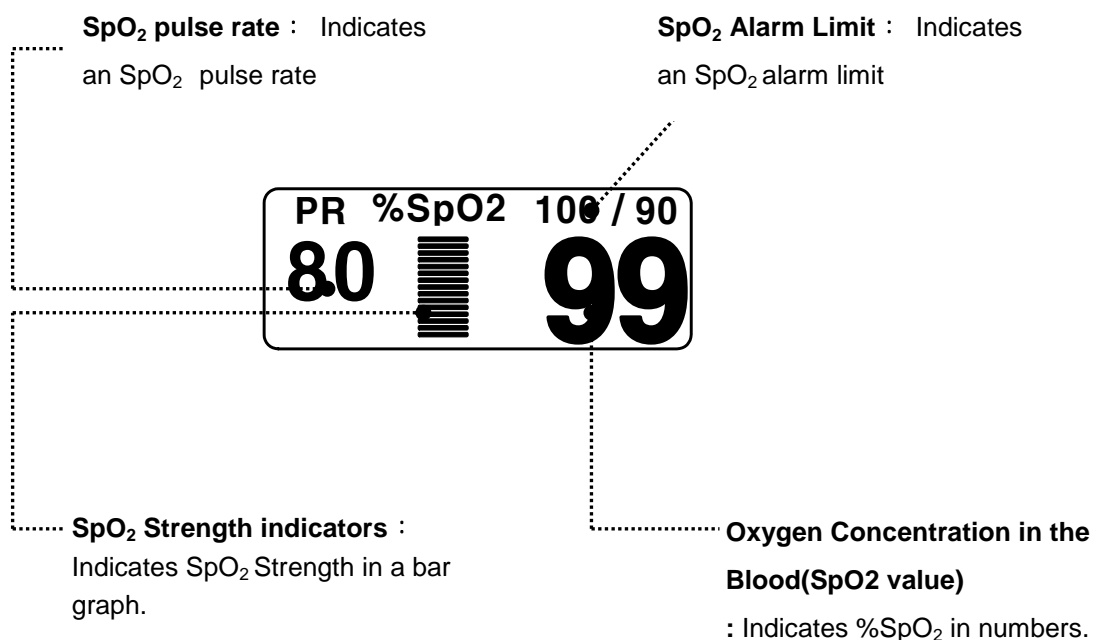 SpO₂ pulse rate： Indicates
an SpO₂ pulse rate
SpO₂ Alarm Limit： Indicates
an SpO₂ alarm limit
PR %SpO2 100 / 90
80 99
SpO₂ Strength indicators：
Indicates SpO₂ Strength in a bar
graph.
Oxygen Concentration in the
Blood(SpO2 value)
: Indicates %SpO₂ in numbers.